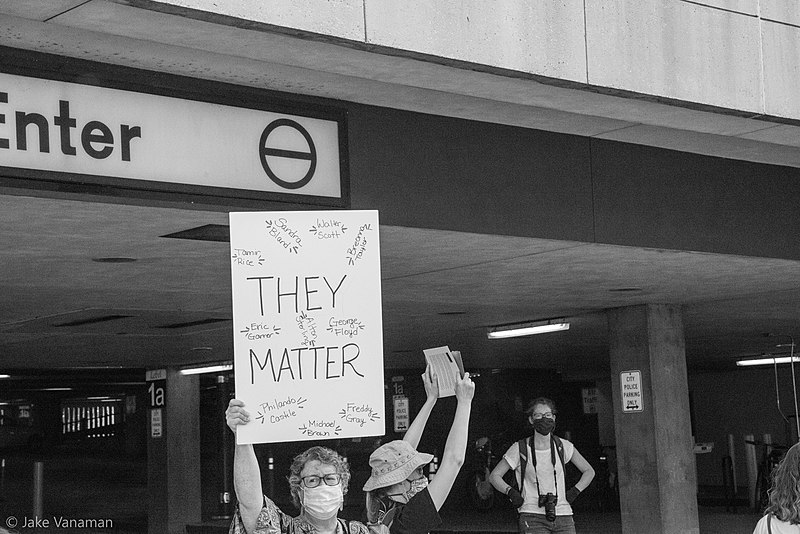 Enter
Sandra
Bland
Walter
Scott
Breonna
Taylor
Tamir
Rice
THEY
Eric
Garner
George
Floyd
MATTER
Philando
Castile
Michael
Brown
Freddy
Gray
1a
1a
CITY
POLICE
PARKING
ONLY
© Jake Vanaman